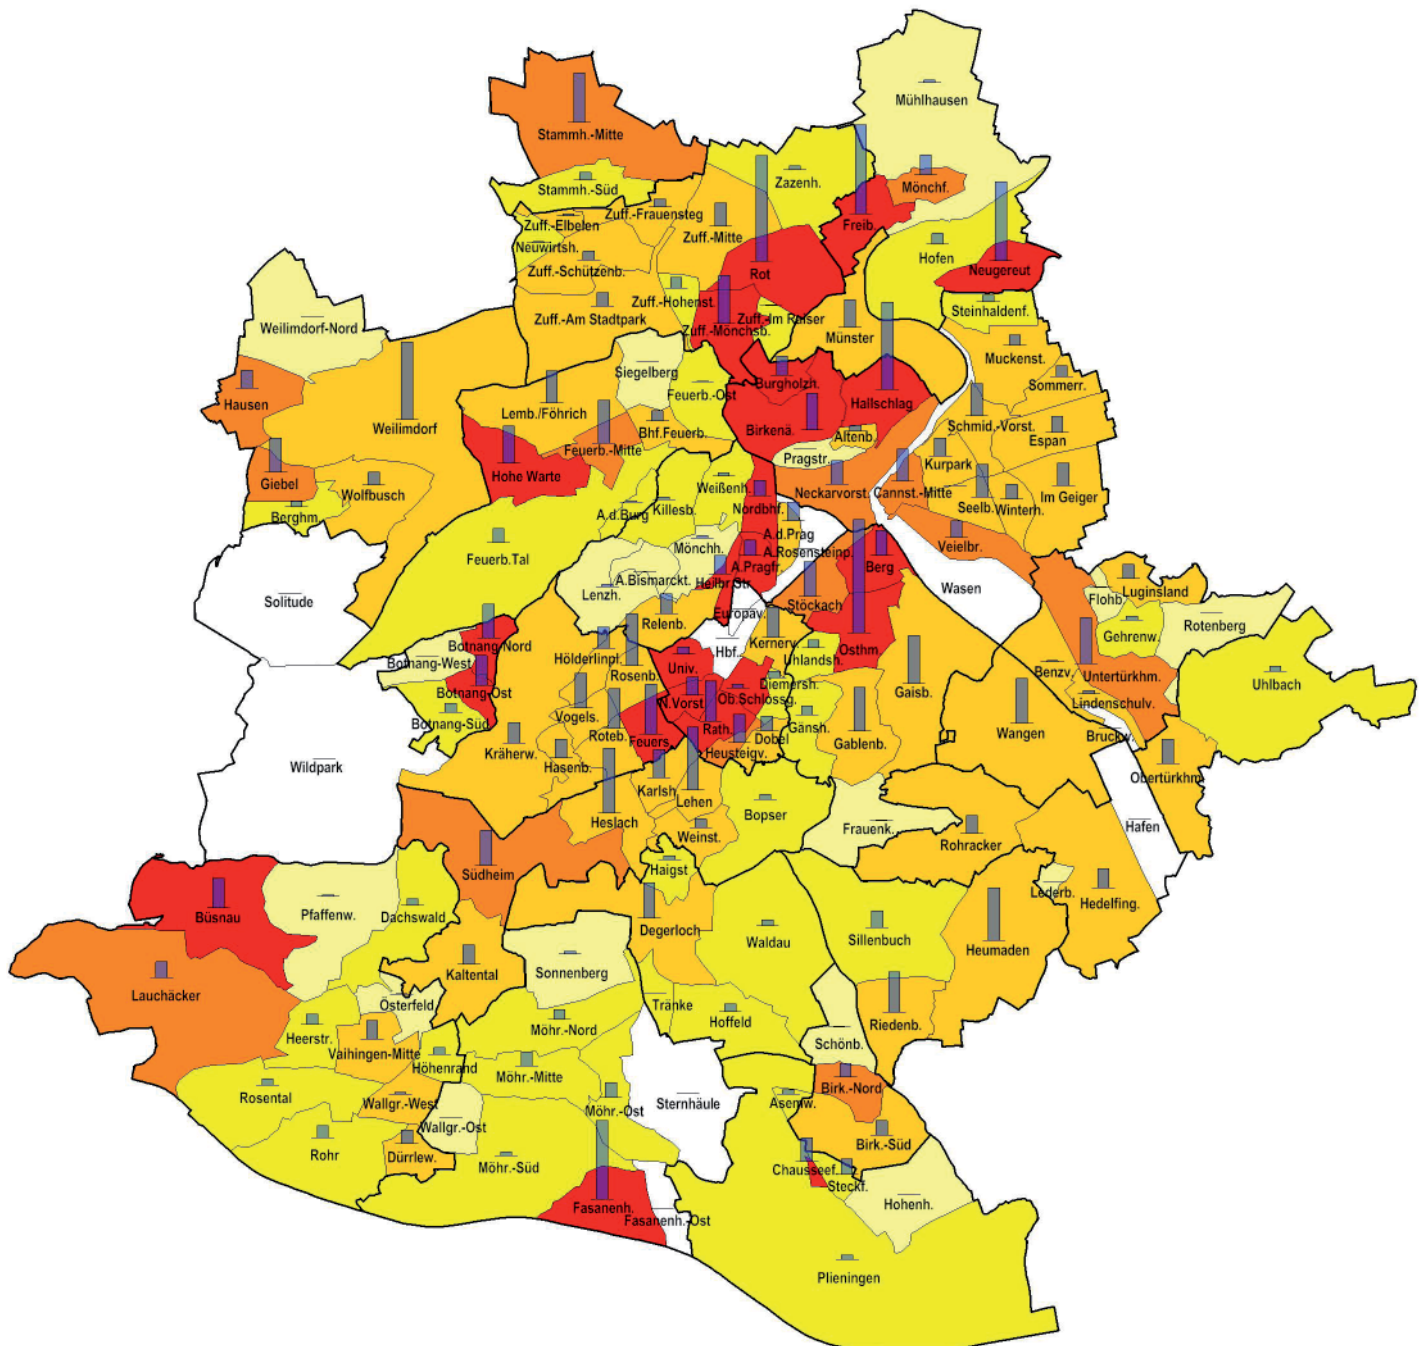 Mühlhausen
Stammh.-Mitte
Zazenh.
Mönchf.
Stammh.-Süd
Zuff.-Frauensteg
Zuff.-Elbelen
Freib.
Zuff.-Mitte
Neuwirtsh.
Hofen
Zuff.-Schützenb.
Rot
Neugereut
Zuff.-Hohenst.
Steinhaldenf.
Zuff.-Am Stadtpark
Zuff.-Im Raiser
Weilimdorf-Nord
Zuff.-Mönchsb.
Münster
Muckenst.
Siegelberg
Burgholzh.
Sommerr.
Feuerb.-Ost
Hausen
Lemb./Föhrich
Hallschlag
Weilimdorf
Schmid.-Vorst.
Birkenä.
Bhf.Feuerb.
Altenb.
Espan
Feuerb.-Mitte
Pragstr.
Kurpark
Hohe Warte
Giebel
Wolfbusch
Weißenh.
Neckarvorst.
Cannst.-Mitte
Im Geiger
Killesb.
Nordbhf.
Seelb.
Winterh.
Berghm.
A.d.Burg
A.d.Prag
Veielbr.
Mönchh.
A.Rosensteinp.
Feuerb.Tal
Berg
A.Pragfr.
A.Bismarckt.
Heilbr.Str
Wasen
Luginsland
Lenzh.
Flohb.
Solitude
Stöckach
Europav.
Relenb.
Rotenberg
Gehrenw.
Botnang-Nord
Kernerv.
Osthm.
Hbf.
Hölderlinpl.
Botnang-West
Univ.
Uhlandsh.
Rosenb.
Benzv.
Untertürkhm.
Uhlbach
Diemersh.
Botnang-Ost
Gaisb.
Ob.Schlossg.
N.Vorst.
Lindenschulv.
Vogels.
Botnang-Süd
Gänsh.
Rath.
Wangen
Roteb.
Feuers.
Dobel
Bruckw.
Gablenb.
Kräherw.
Heusteigv.
Hasenb.
Wildpark
Obertürkhm.
Karlsh.
Lehen
Bopser
Heslach
Hafen
Frauenk.
Weinst.
Rohracker
Haigst
Südheim
Lederb.
Hedelfing.
Büsnau
Pfaffenw.
Dachswald
Degerloch
Waldau
Sillenbuch
Heumaden
Kaltental
Sonnenberg
Lauchäcker
Österfeld
Tränke
Hoffeld
Riedenb.
Möhr.-Nord
Heerstr.
Schönb.
Vaihingen-Mitte
Höhenrand
Möhr.-Mitte
Birk.-Nord
Rosental
Wallgr.-West
Sternhäule
Asemw.
Möhr.-Ost
Wallgr.-Ost
Birk.-Süd
Rohr
Dürrlew.
Möhr.-Süd
Chausseef.
Steckf.
Hohenh.
Fasanenh.
Fasanenh.-Ost
Plieningen